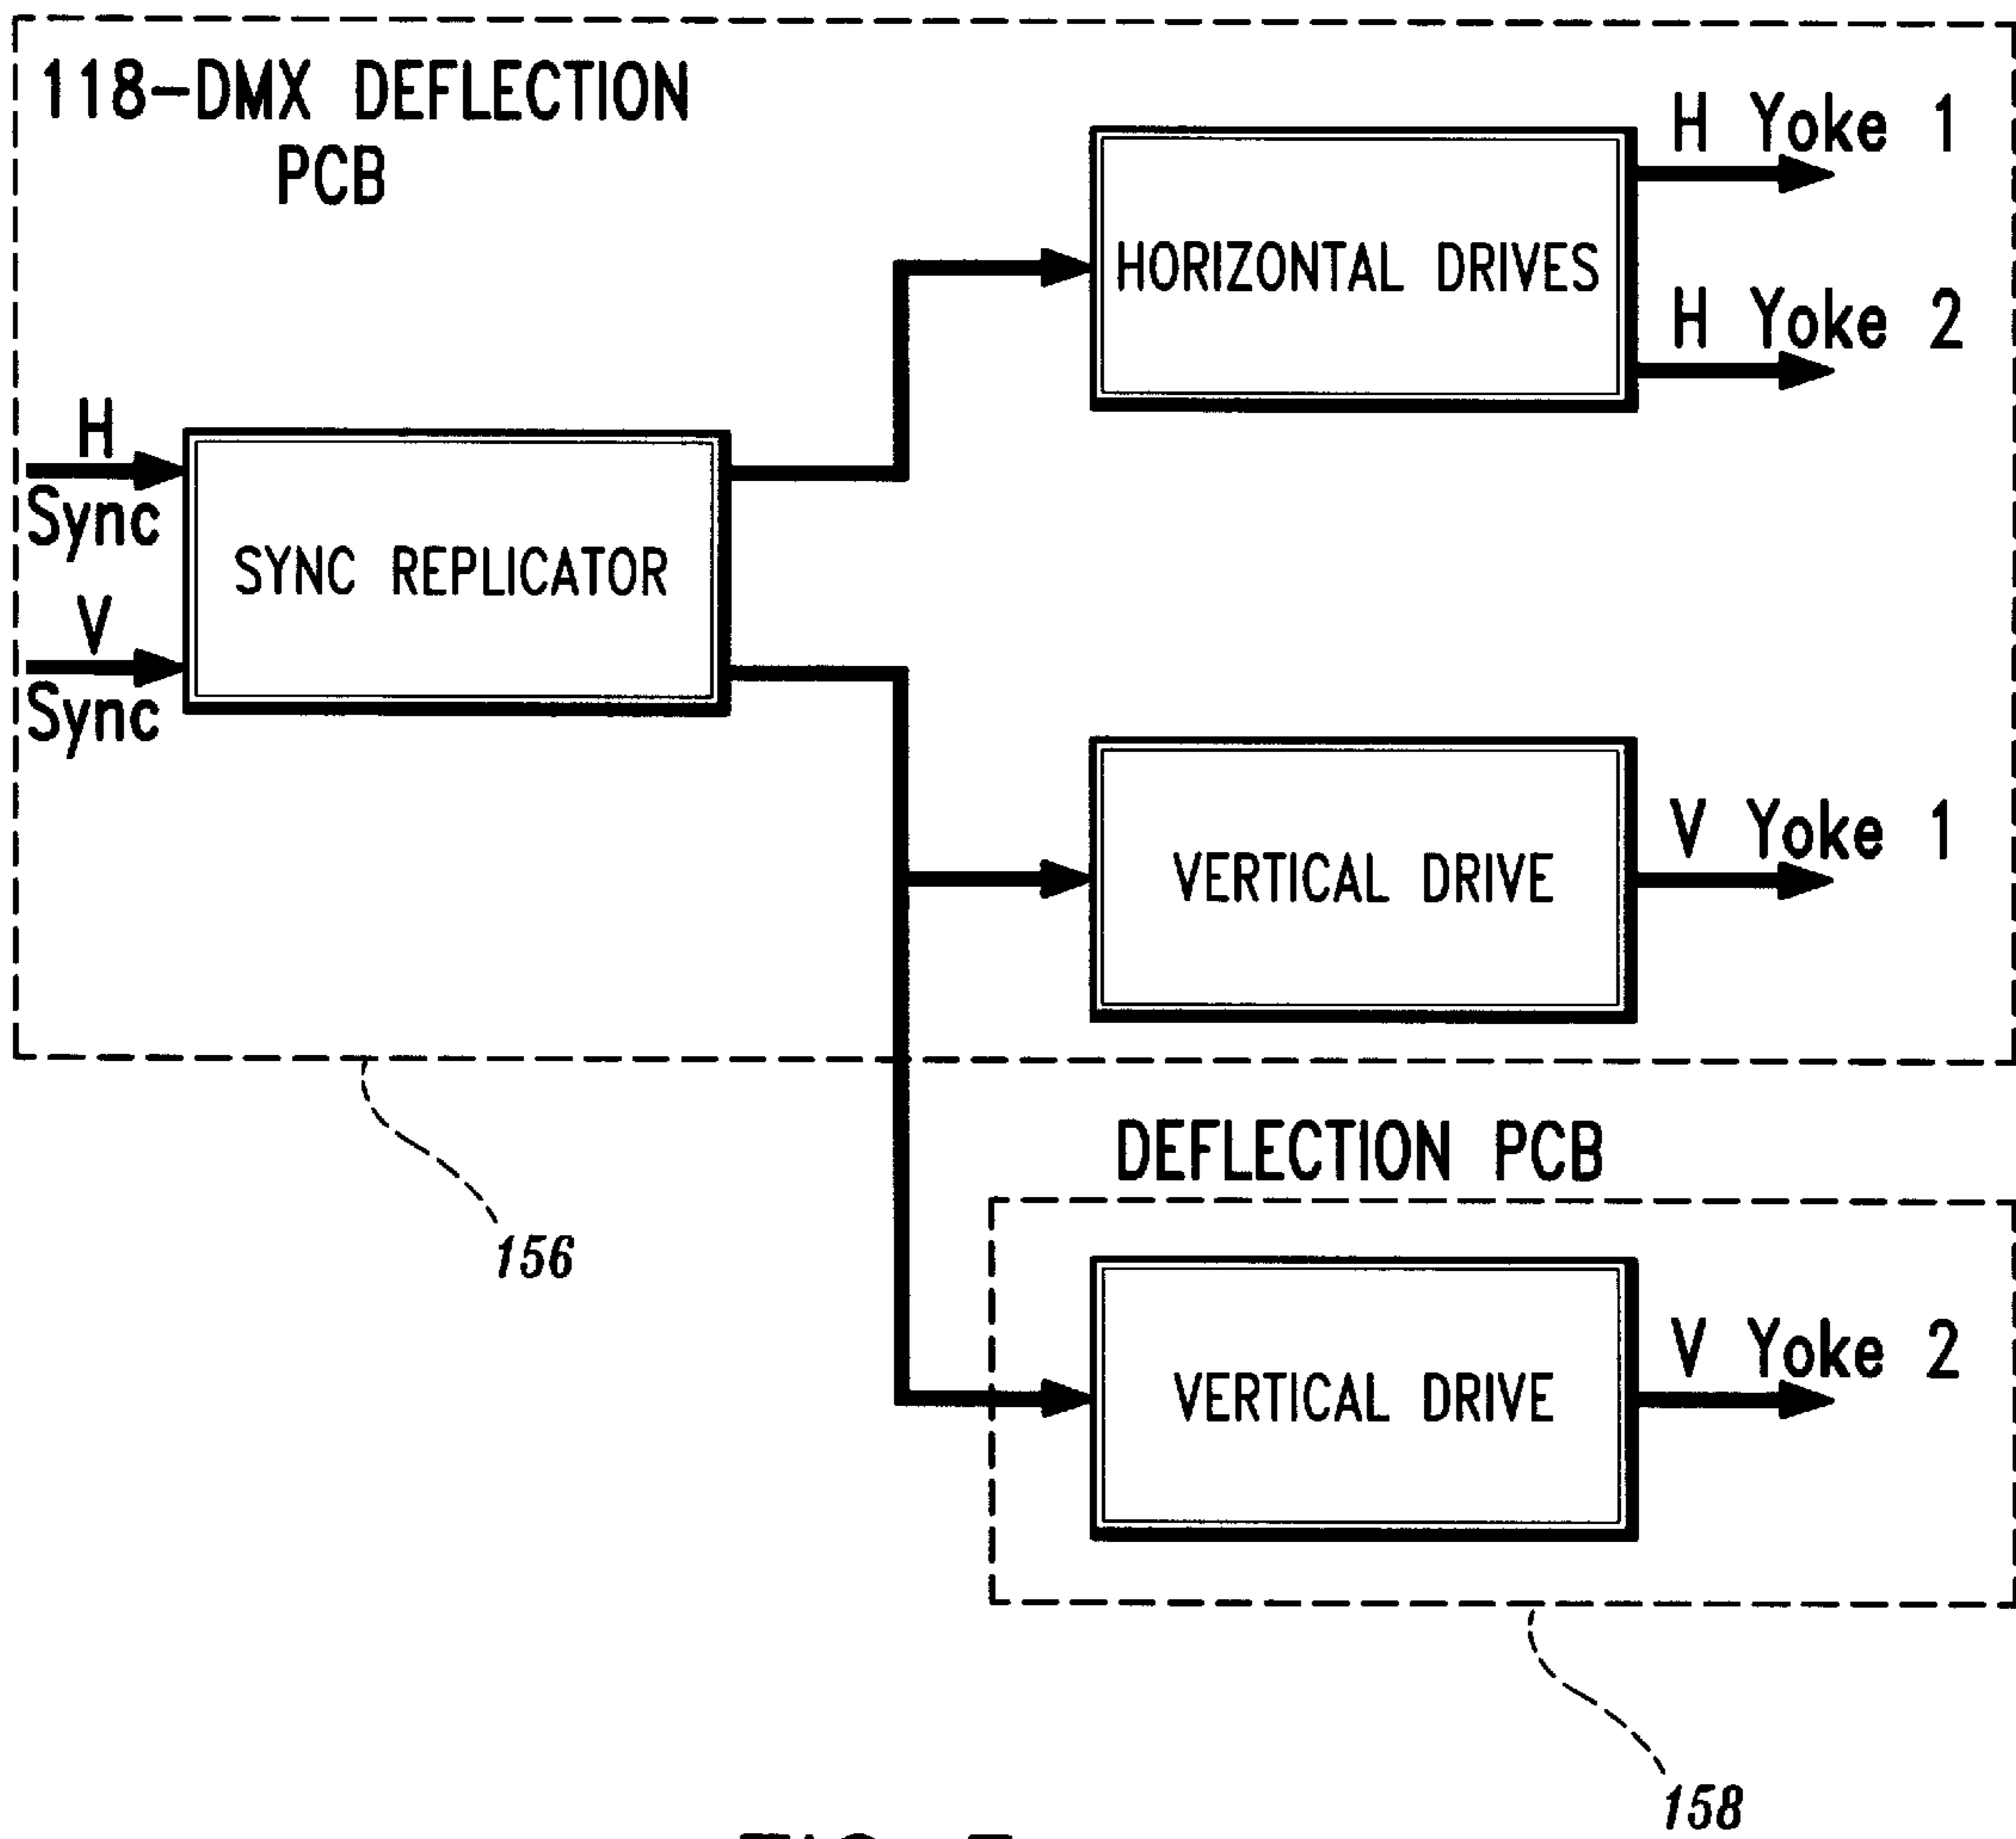 118-DMX DEFLECTION
PCB
H Yoke 1
HORIZONTAL DRIVES
H Yoke 2
H
Sync
SYNC REPLICATOR
V
Sync
V Yoke 1
VERTICAL DRIVE
DEFLECTION PCB
156
V Yoke 2
VERTICAL DRIVE
158